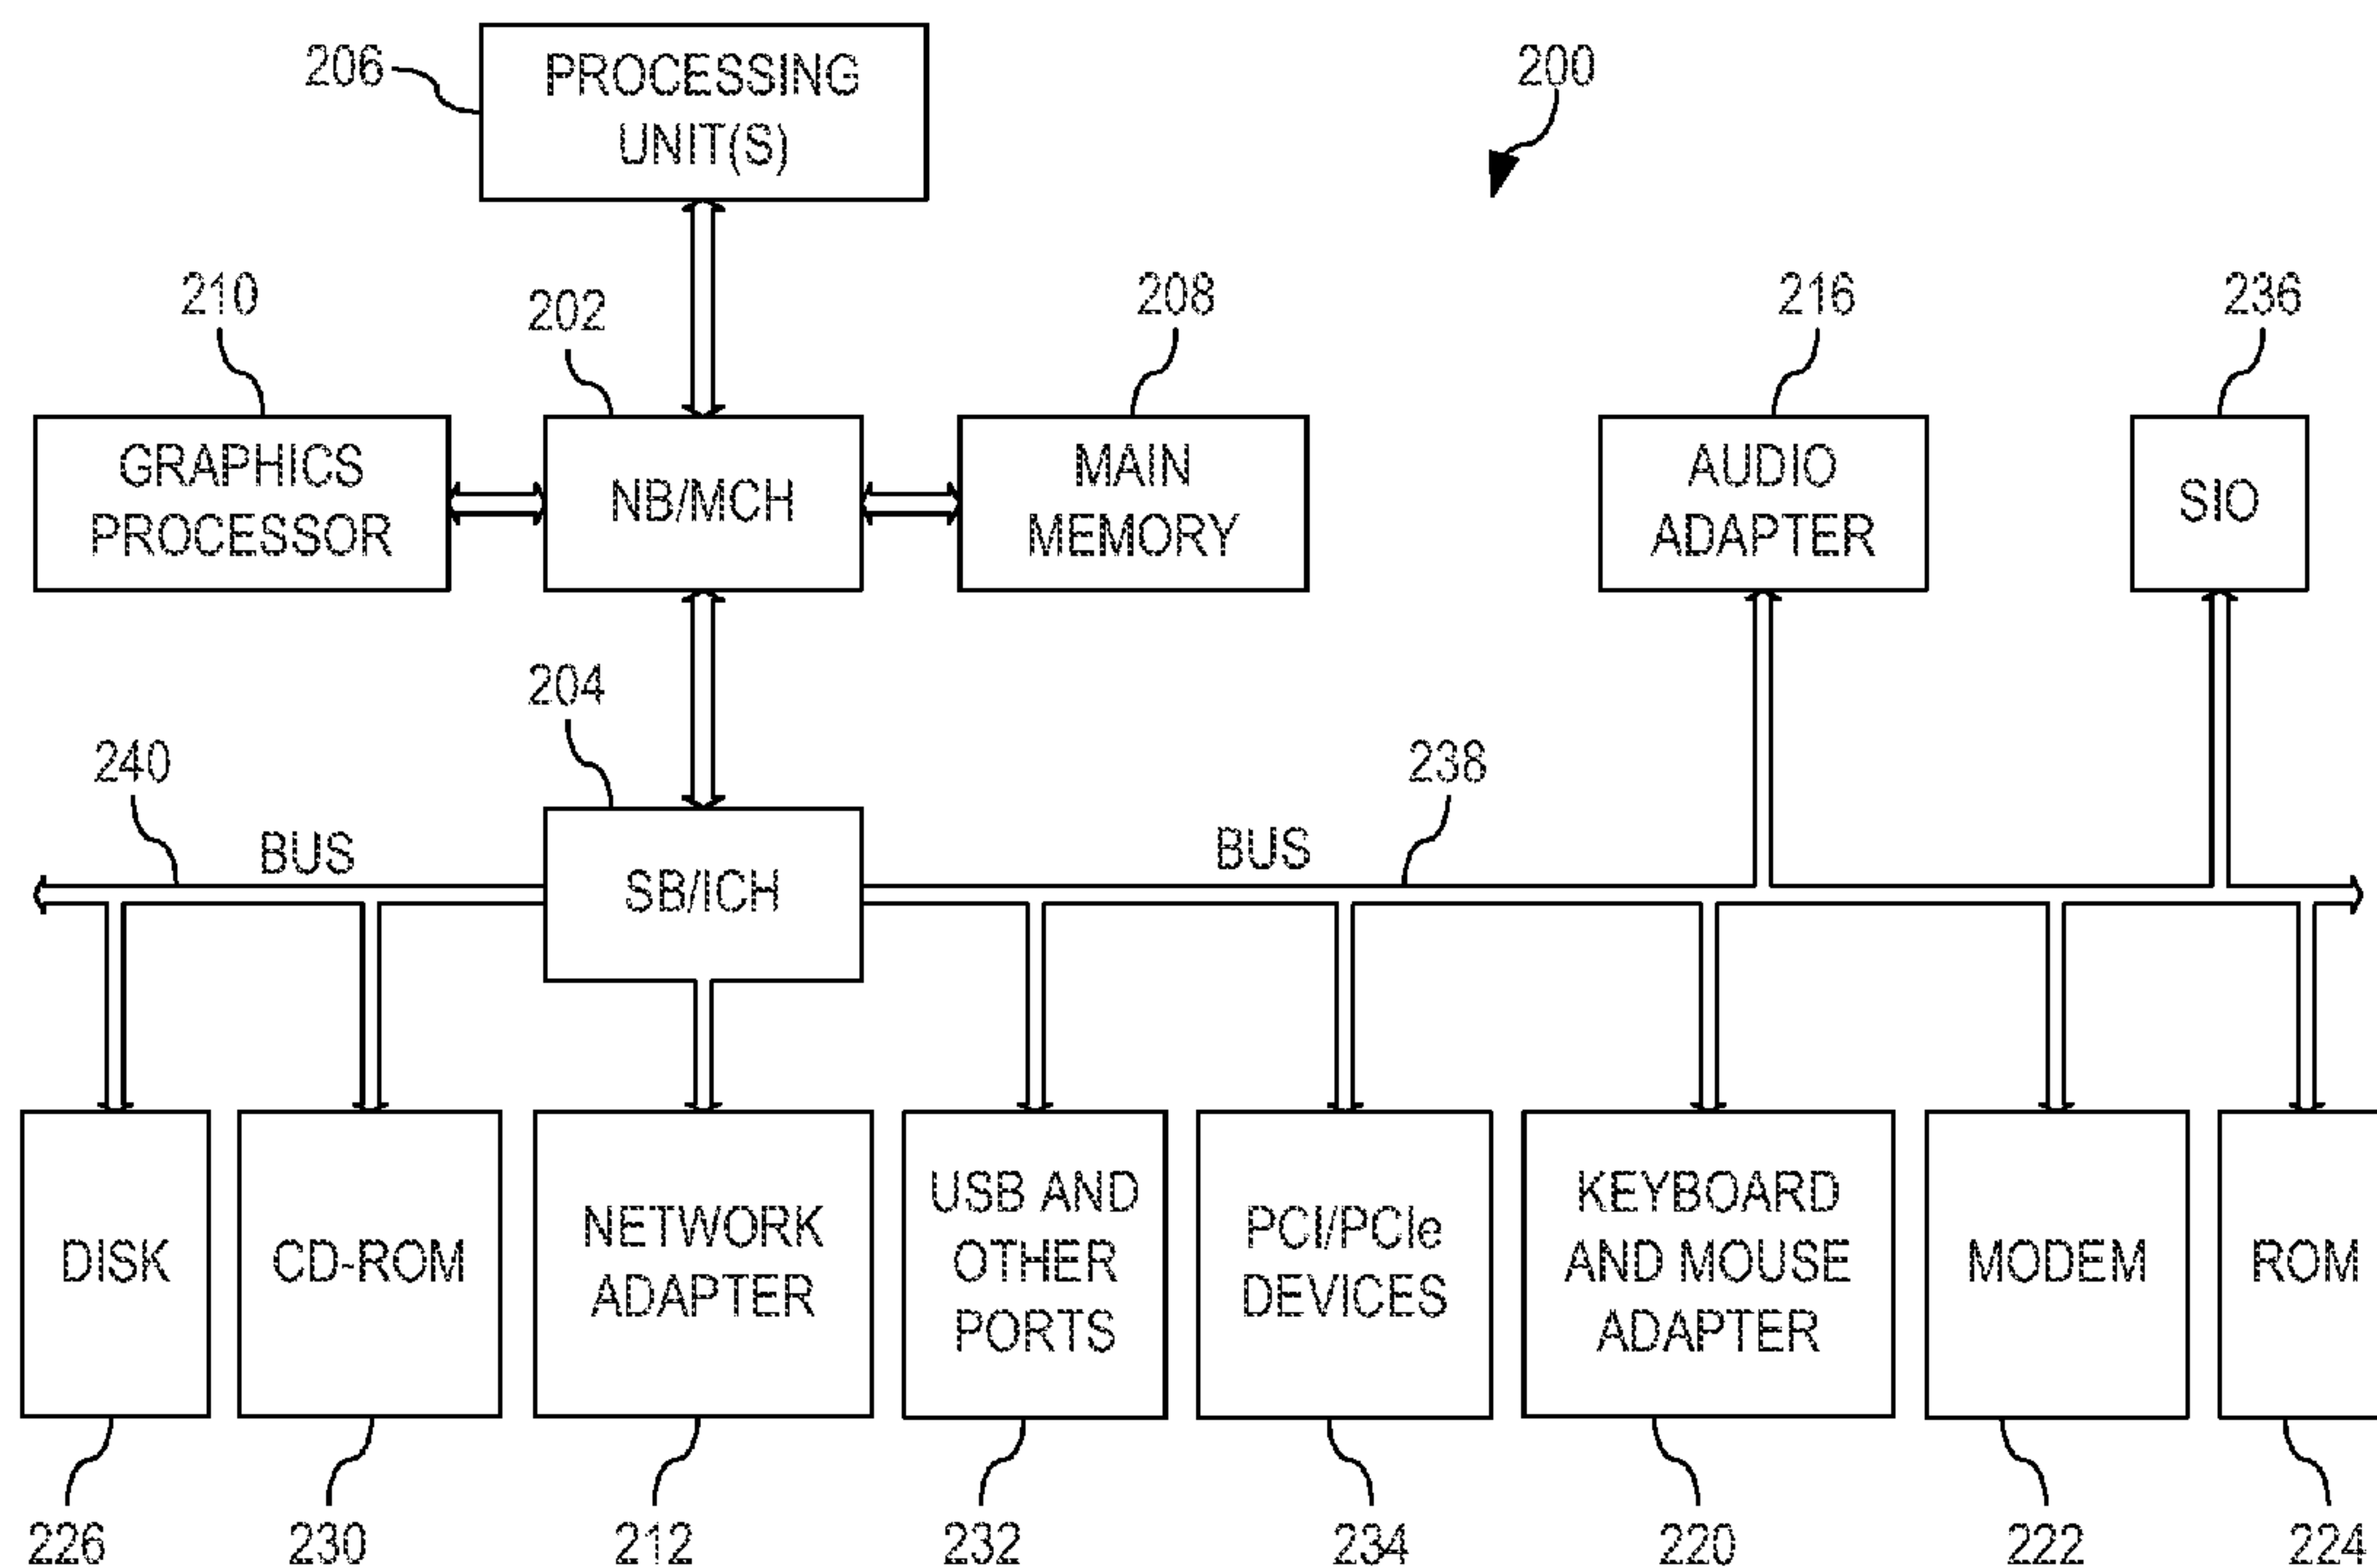 206
PROCESSING
UNIT(S)
200
210
202
208
216
236
GRAPHICS
PROCESSOR
NB/MCH
MAIN
MEMORY
AUDIO
ADAPTER
SIO
204
240
238
BUS
BUS
SB/ICH
DISK
CD-ROM
NETWORK
ADAPTER
USB AND
OTHER
PORTS
PCI/PCIe
DEVICES
KEYBOARD
AND MOUSE
ADAPTER
MODEM
ROM
226
230
212
232
234
220
222
224